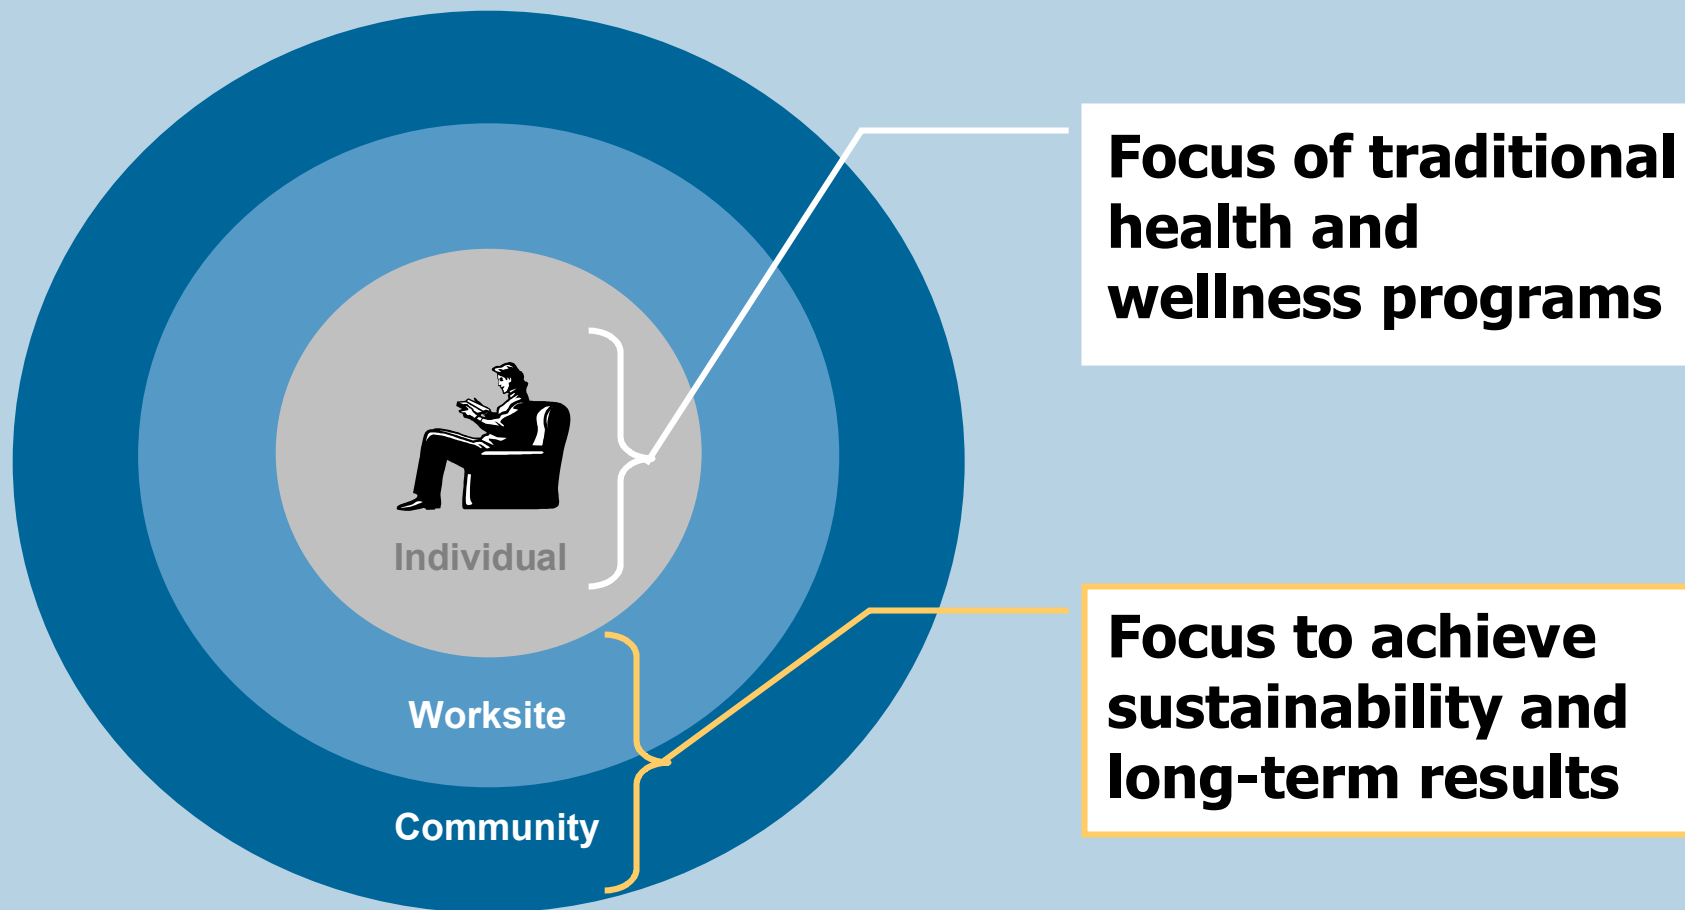 Focus of traditional
health and
wellness programs
Individual
Focus to achieve
sustainability and
long-term results
Worksite
Community